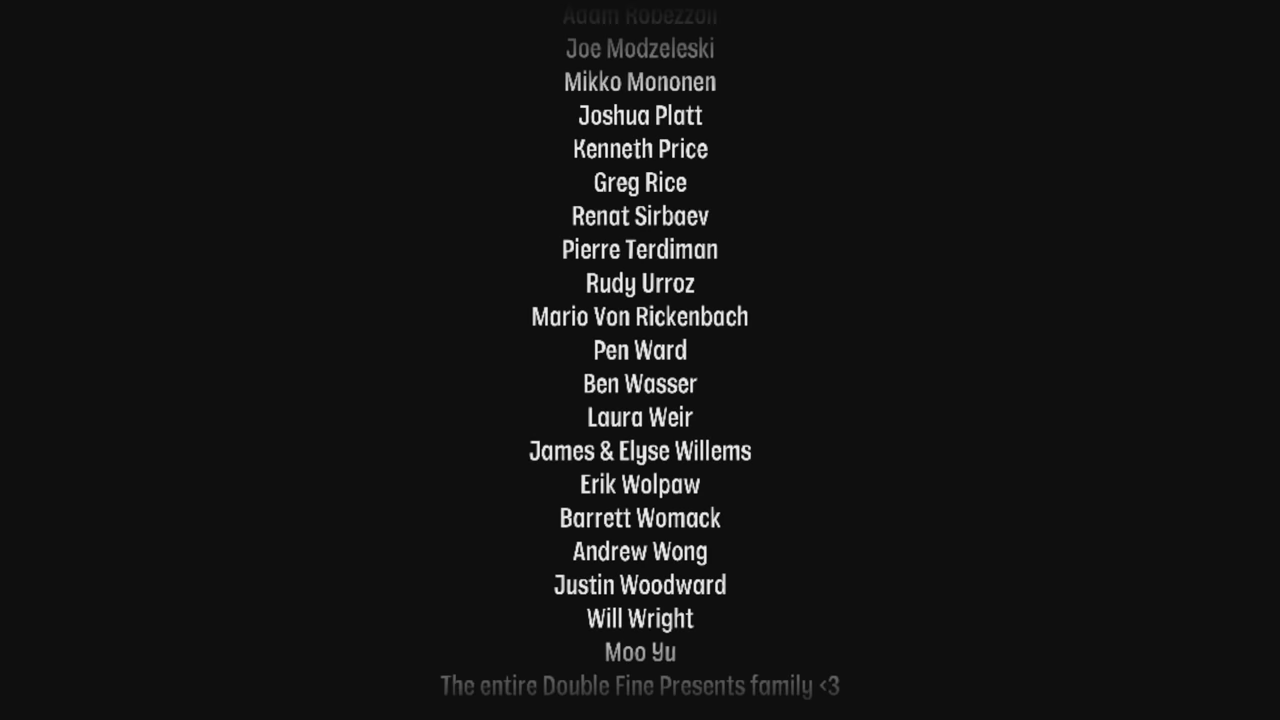 Adam Robezzoli
Joe Modzeleski
Mikko Mononen
Joshua Platt
Kenneth Price
Greg Rice
Renat Sirbaev
Pierre Terdiman
Rudy Urroz
Mario Von Rickenbach
Pen Ward
Ben Wasser
Laura Weir
James & Elyse Willems
Erik Wolpaw
Barrett Womack
Andrew Wong
Justin Woodward
Will Wright
Moo Yu
The entire Double Fine Presents family <3